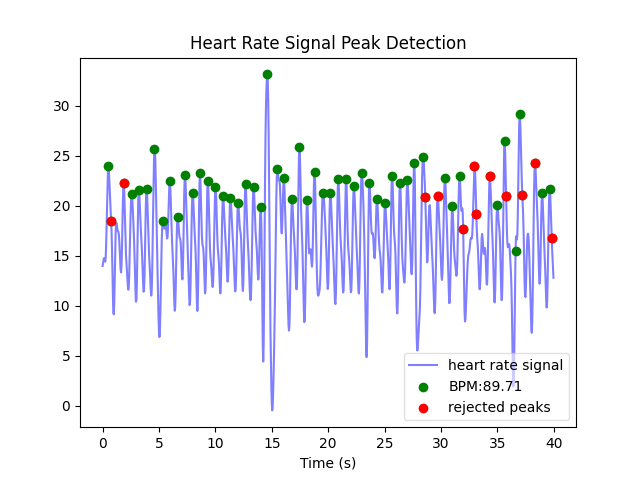 Heart Rate Signal Peak Detection
30
25
20
15
10
5
0
heart rate signal
BPM:89.71
rejected peaks
0 5 10 15 20 25 30 35 40
Time (s)